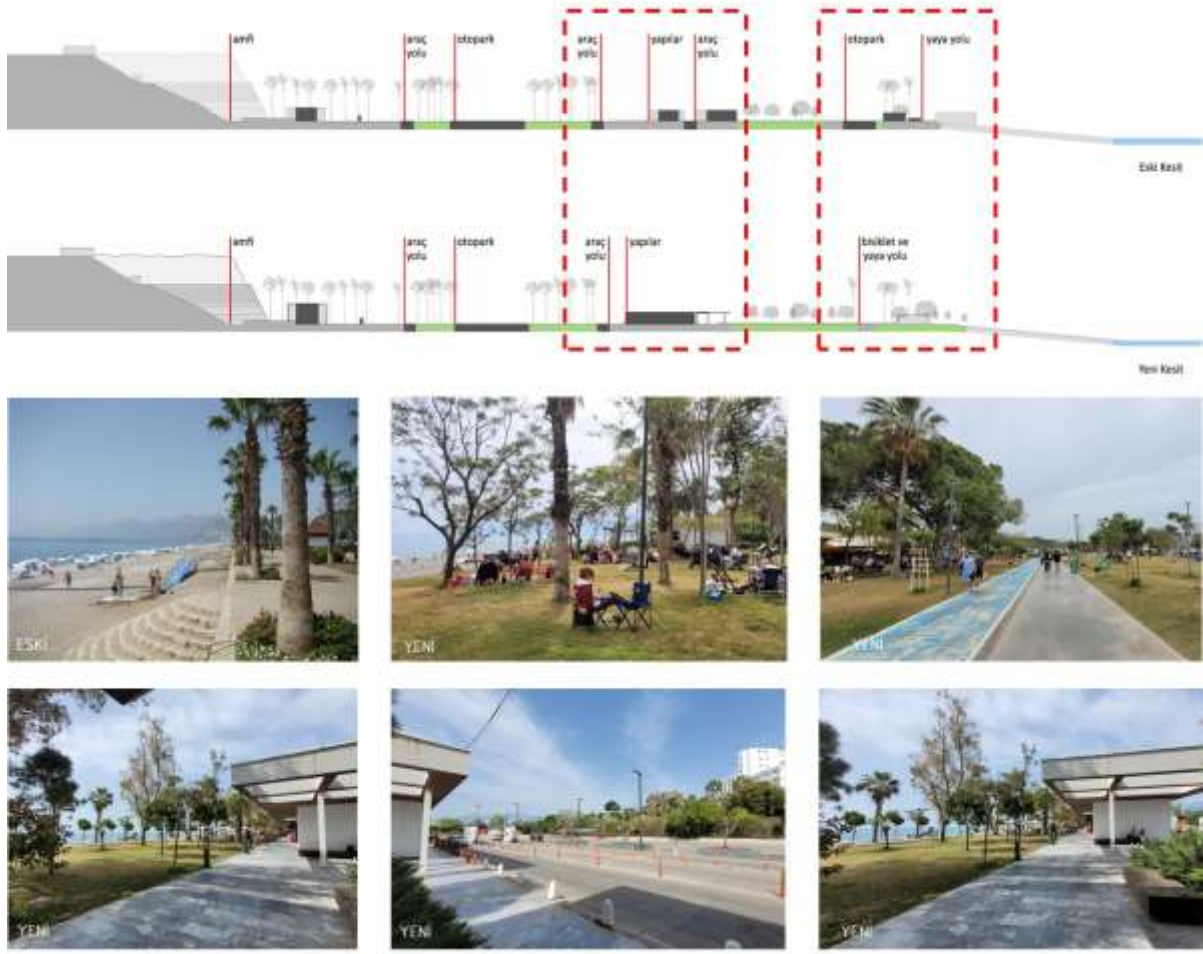 amfi
araç
yolu
otopark
araç
yolu
yapılar
araç
yolu
otopark
yaya yolu
Eski Kesit
amfi
araç
yolu
otopark
araç
yolu
yapılar
bisiklet ve
yaya yolu
Yeni Kesit
ESKİ
YENİ
YENİ
YENİ
YENİ
YENİ